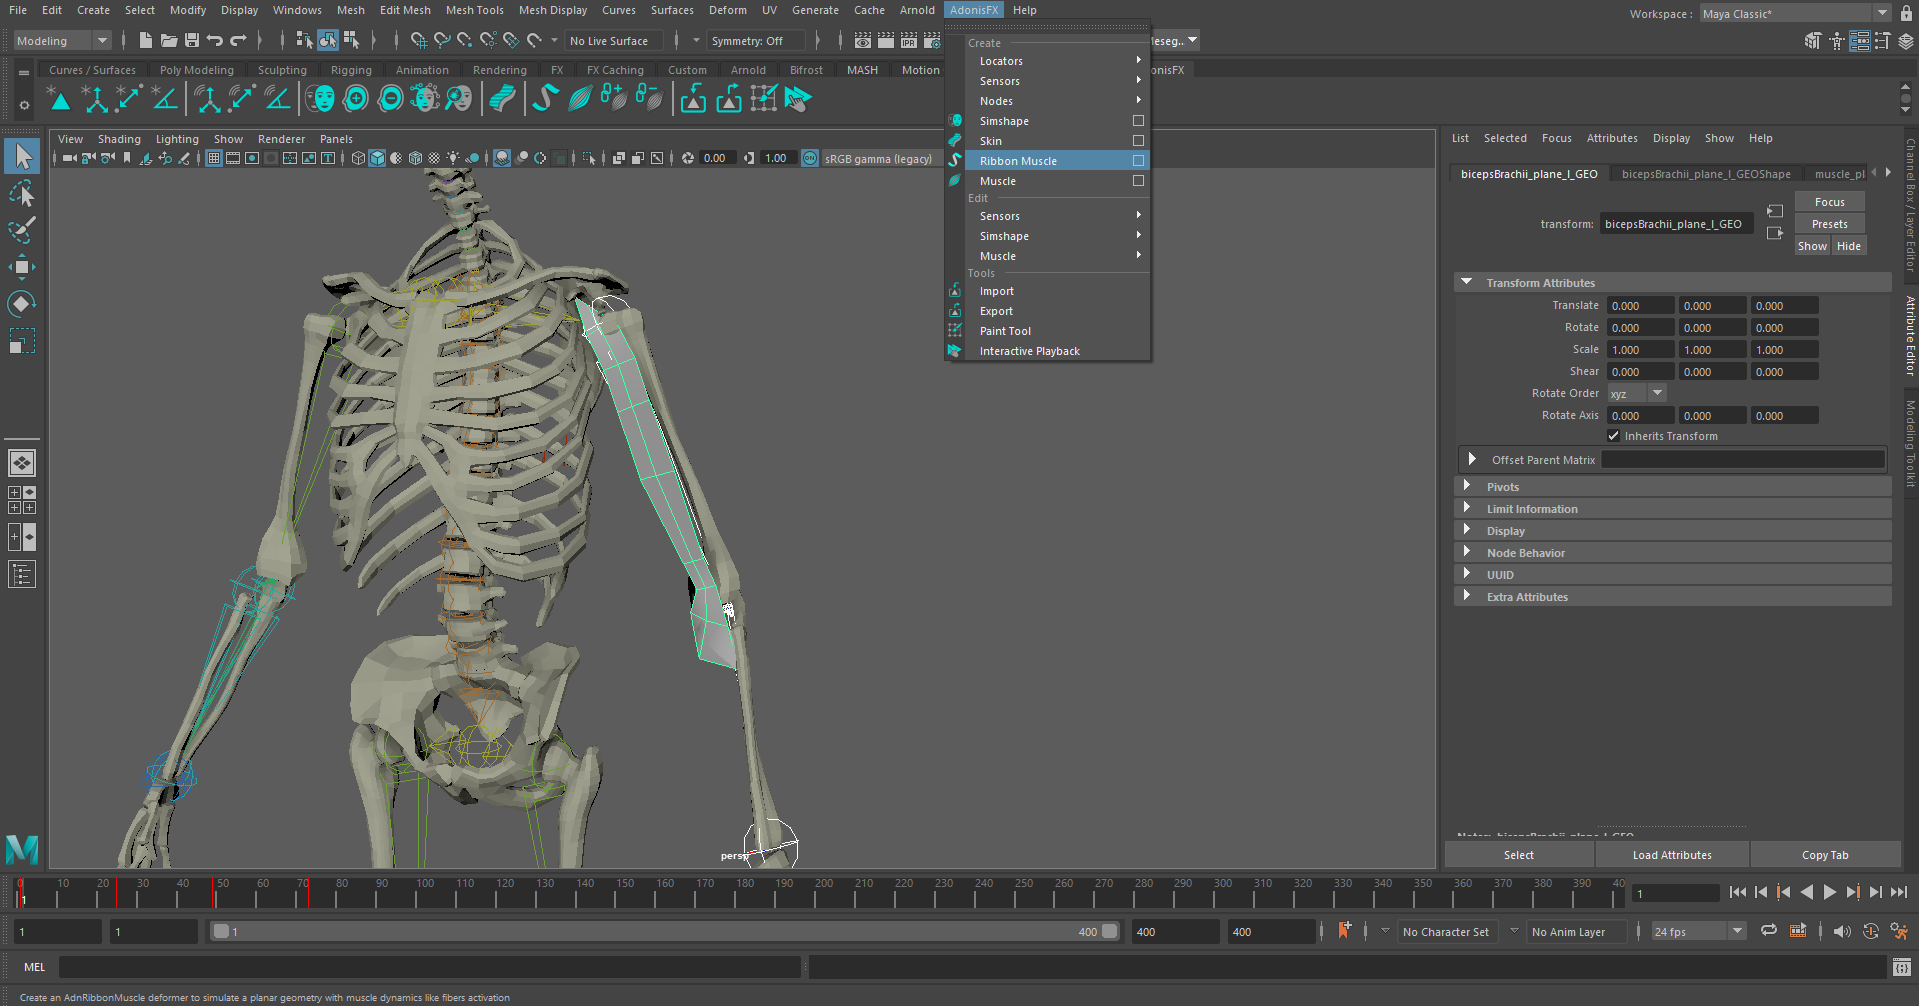 File Edit Create Select Modify Display Windows Mesh Edit Mesh Mesh Tools Mesh Display Curves Surfaces Deform UV Generate Cache Arnold AdonisFX Help
Workspace : Maya Classic*
Modeling No Live Surface Symmetry: Off IPR
Curves / Surfaces Poly Modeling Sculpting Rigging Animation Rendering FX FX Caching Custom Arnold Bifrost MASH Motion
Create
Locators
Sensors
Nodes
Simshape
Skin
Ribbon Muscle
Muscle
Edit
Sensors
Simshape
Muscle
Tools
Import
Export
Paint Tool
Interactive Playback
View Shading Lighting Show Renderer Panels
0.00 1.00 sRGB gamma (legacy)
persp
List Selected Focus Attributes Display Show Help
bicepsBrachii_plane_l_GEO bicepsBrachii_plane_l_GEOShape muscle_pl
transform: bicepsBrachii_plane_l_GEO
Focus
Presets
Show Hide
Transform Attributes
Translate 0.000 0.000 0.000
Rotate 0.000 0.000 0.000
Scale 1.000 1.000 1.000
Shear 0.000 0.000 0.000
Rotate Order xyz
Rotate Axis 0.000 0.000 0.000
Inherits Transform
Offset Parent Matrix
Pivots
Limit Information
Display
Node Behavior
UUID
Extra Attributes
Select Load Attributes Copy Tab
Channel Box / Layer Editor
Attribute Editor
Modeling Toolkit
0 10 20 30 40 50 60 70 80 90 100 110 120 130 140 150 160 170 180 190 200 210 220 230 240 250 260 270 280 290 300 310 320 330 340 350 360 370 380 390 40
1 1
1 1 1 400 400 400 No Character Set No Anim Layer 24 fps
MEL
Create an AdnRibbonMuscle deformer to simulate a planar geometry with muscle dynamics like fibers activation